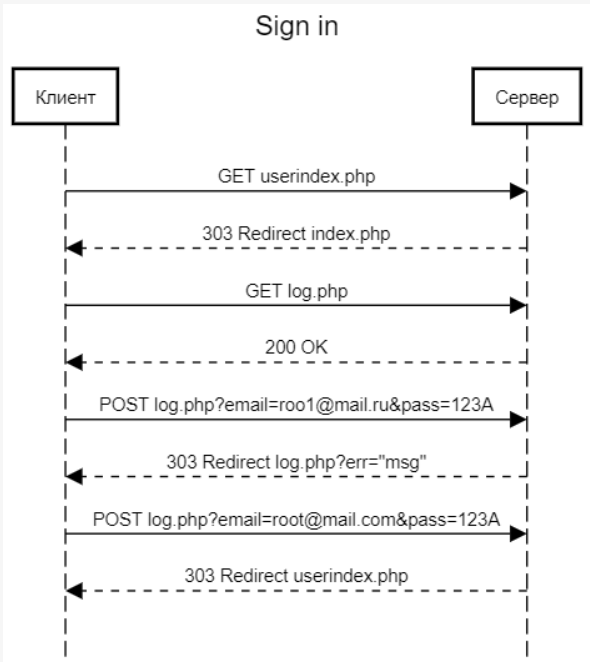 Sign in
Клиент
Сервер
GET userindex.php
303 Redirect index.php
GET log.php
200 OK
POST log.php?email=roo1@mail.ru&pass=123A
303 Redirect log.php?err="msg"
POST log.php?email=root@mail.com&pass=123A
303 Redirect userindex.php